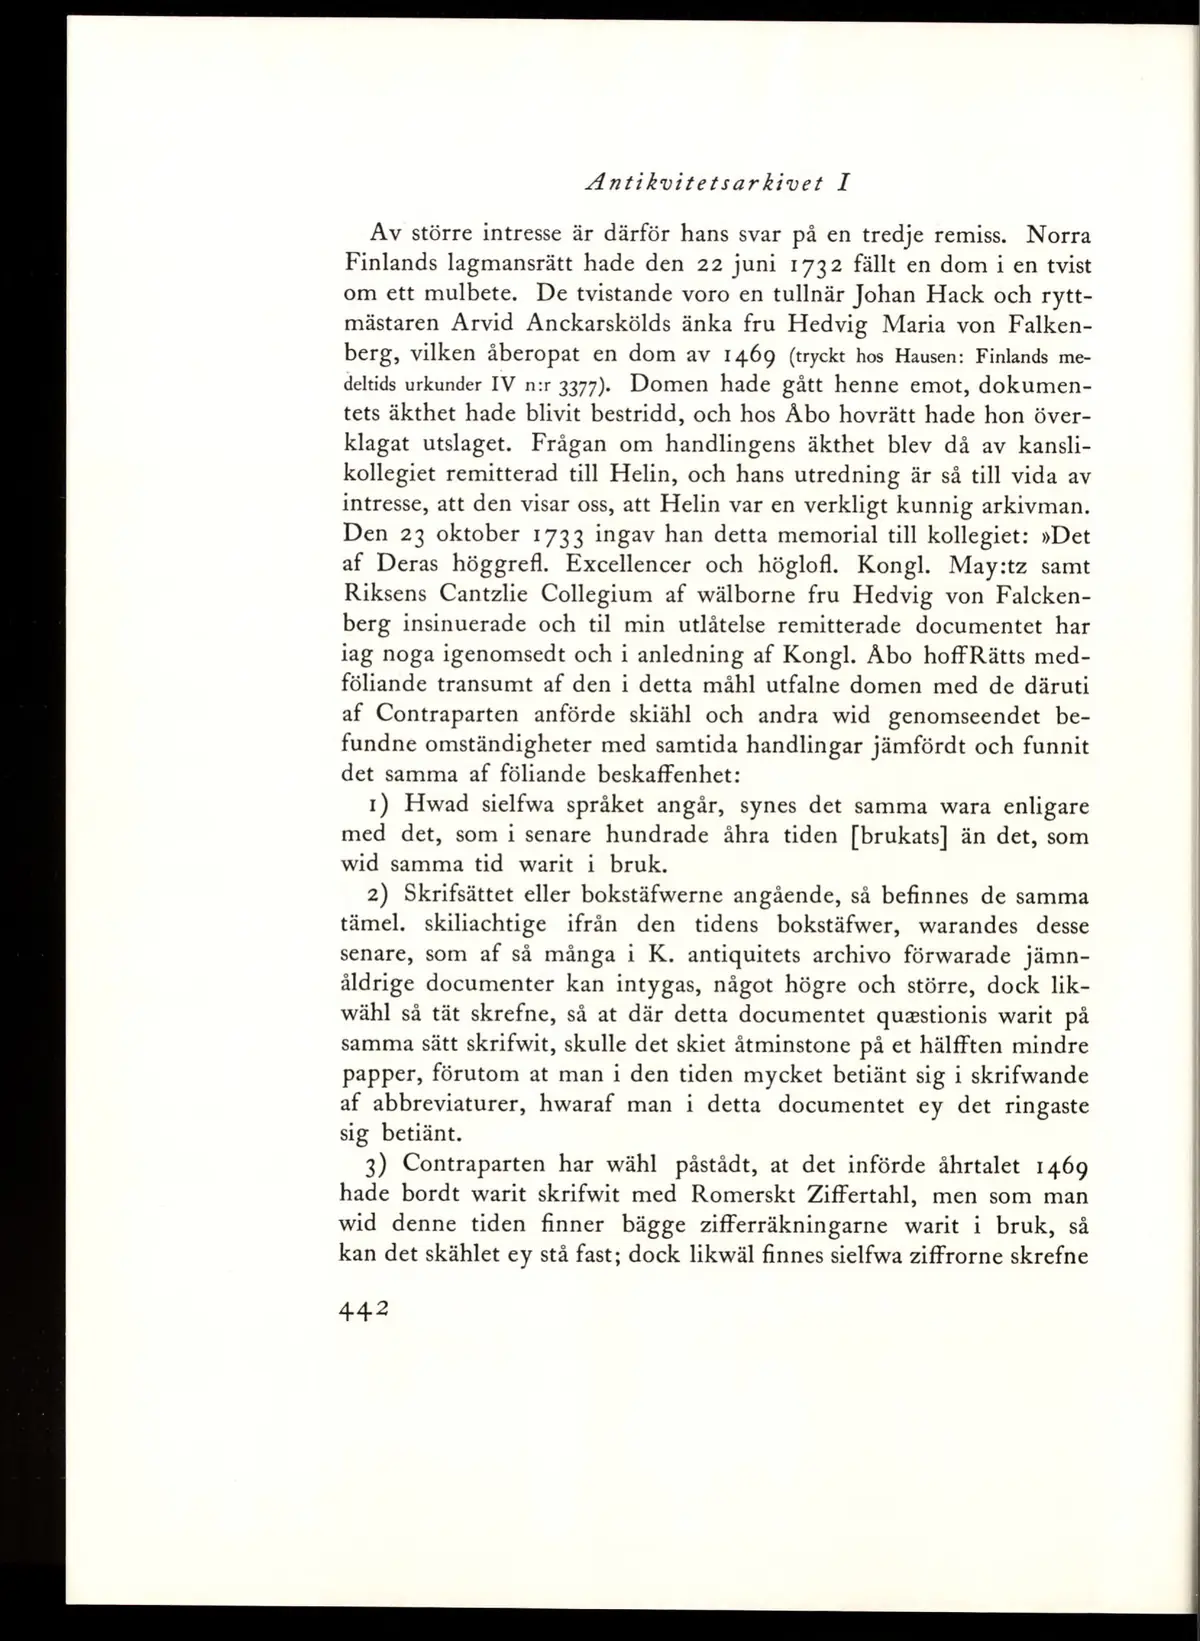 Antikvitetsarkivet I
Av större intresse är därför hans svar på en tredje remiss. Norra
Finlands lagmansrätt hade den 22 juni 1732 fällt en dom i en tvist
om ett mulbete. De tvistande voro en tullnär Johan Hack och rytt-
mästaren Arvid Anckarskölds änka fru Hedvig Maria von Falken-
berg, vilken åberopat en dom av 1469 (tryckt hos Hausen: Finlands me-
deltids urkunder IV n:r 3377). Domen hade gått henne emot, dokumen-
tets äkthet hade blivit bestridd, och hos Åbo hovrätt hade hon över-
klagat utslaget. Frågan om handlingens äkthet blev då av kansli-
kollegiet remitterad till Helin, och hans utredning är så till vida av
intresse, att den visar oss, att Helin var en verkligt kunnig arkivman.
Den 23 oktober 1733 ingav han detta memorial till kollegiet: »Det
af Deras höggrefl. Excellencer och höglofl. Kongl. May:tz samt
Riksens Cantzlie Collegium af wälborne fru Hedvig von Falcken-
berg insinuerade och til min utlåtelse remitterade documentet har
iag noga igenomsedt och i anledning af Kongl. Åbo hoffRätts med-
föliande transumt af den i detta måhl utfalne domen med de däruti
af Contraparten anförde skiähl och andra wid genomseendet be-
fundne omständigheter med samtida handlingar jämfördt och funnit
det samma af föliande beskaffenhet:
1) Hwad sielfwa språket angår, synes det samma wara enligare
med det, som i senare hundrade åhra tiden [brukats] än det, som
wid samma tid warit i bruk.
2) Skrifsättet eller bokstäfwerne angående, så befinnes de samma
tämel. skiliachtige ifrån den tidens bokstäfwer, warandes desse
senare, som af så många i K. antiquitets archivo förwarade jämn-
åldrige documenter kan intygas, något högre och större, dock lik-
wähl så tät skrefne, så at där detta documentet quæstionis warit på
samma sätt skrifwit, skulle det skiet åtminstone på et hälfften mindre
papper, förutom at man i den tiden mycket betiänt sig i skrifwande
af abbreviaturer, hwaraf man i detta documentet ey det ringaste
sig betiänt.
3) Contraparten har wähl påstådt, at det införde åhrtalet 1469
hade bordt warit skrifwit med Romerskt Ziffertahl, men som man
wid denne tiden finner bägge zifferräkningarne warit i bruk, så
kan det skählet ey stå fast; dock likwäl finnes sielfwa ziffrorne skrefne
442